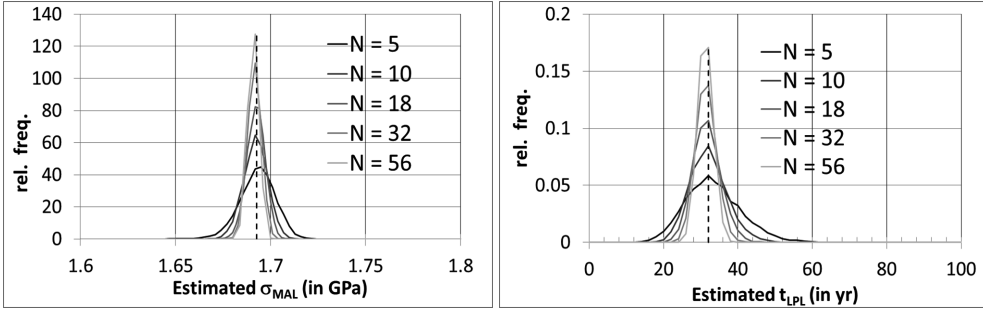 140
120
100
80
60
40
20
0
rel. freq.
N = 5
N = 10
N = 18
N = 32
N = 56
1.6 1.65 1.7 1.75 1.8
Estimated σMAL (in GPa)
0.2
0.15
0.1
0.05
0
rel. freq.
N = 5
N = 10
N = 18
N = 32
N = 56
0 20 40 60 80 100
Estimated tLPL (in yr)